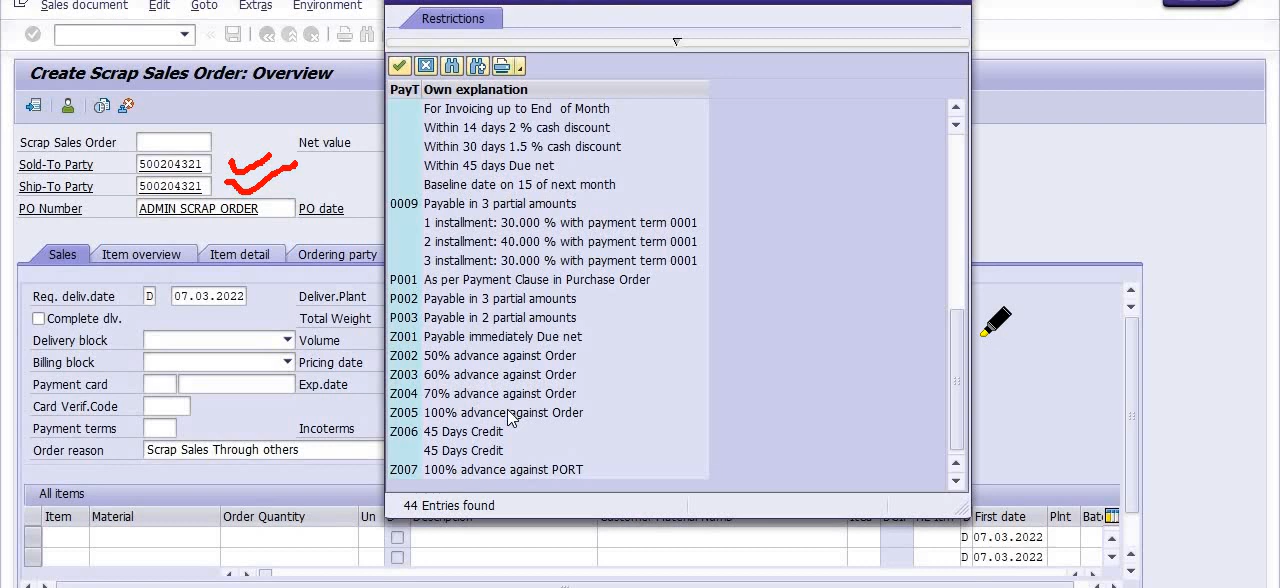 Sales document Edit Goto Extras Environment
Restrictions
Create Scrap Sales Order: Overview
PayT Own explanation
For Invoicing up to End of Month
Within 14 days 2 % cash discount
Within 30 days 1.5 % cash discount
Within 45 days Due net
Baseline date on 15 of next month
0009 Payable in 3 partial amounts
1 installment: 30.000 % with payment term 0001
2 installment: 40.000 % with payment term 0001
3 installment: 30.000 % with payment term 0001
P001 As per Payment Clause in Purchase Order
P002 Payable in 3 partial amounts
P003 Payable in 2 partial amounts
Z001 Payable immediately Due net
Z002 50% advance against Order
Z003 60% advance against Order
Z004 70% advance against Order
Z005 100% advance against Order
Z006 45 Days Credit
45 Days Credit
Z007 100% advance against PORT
44 Entries found
Scrap Sales Order Net value
Sold-To Party 500204321
Ship-To Party 500204321
PO Number ADMIN SCRAP ORDER PO date
Sales Item overview Item detail Ordering party
Req. deliv.date D 07.03.2022 Deliver.Plant
Complete dlv. Total Weight
Delivery block Volume
Billing block Pricing date
Payment card Exp.date
Card Verif.Code
Payment terms Incoterms
Order reason Scrap Sales Through others
All items
Item Material Order Quantity Un Description Customer Material Numb First date Plnt Batc
D 07.03.2022
D 07.03.2022